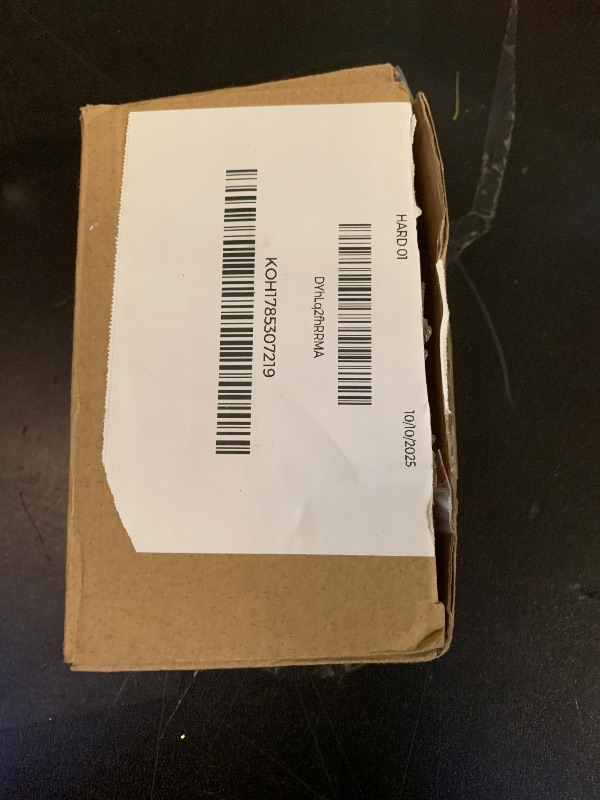 HARD 01
10/10/2025
DYhLq2fhRRMA
KOH1785307219